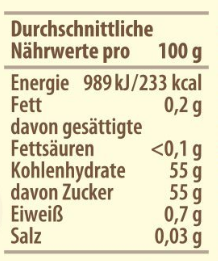 Durchschnittliche
Nährwerte pro 100 g
Energie 989 kJ/233 kcal
Fett 0,2 g
davon gesättigte
Fettsäuren <0,1 g
Kohlenhydrate 55 g
davon Zucker 55 g
Eiweiß 0,7 g
Salz 0,03 g